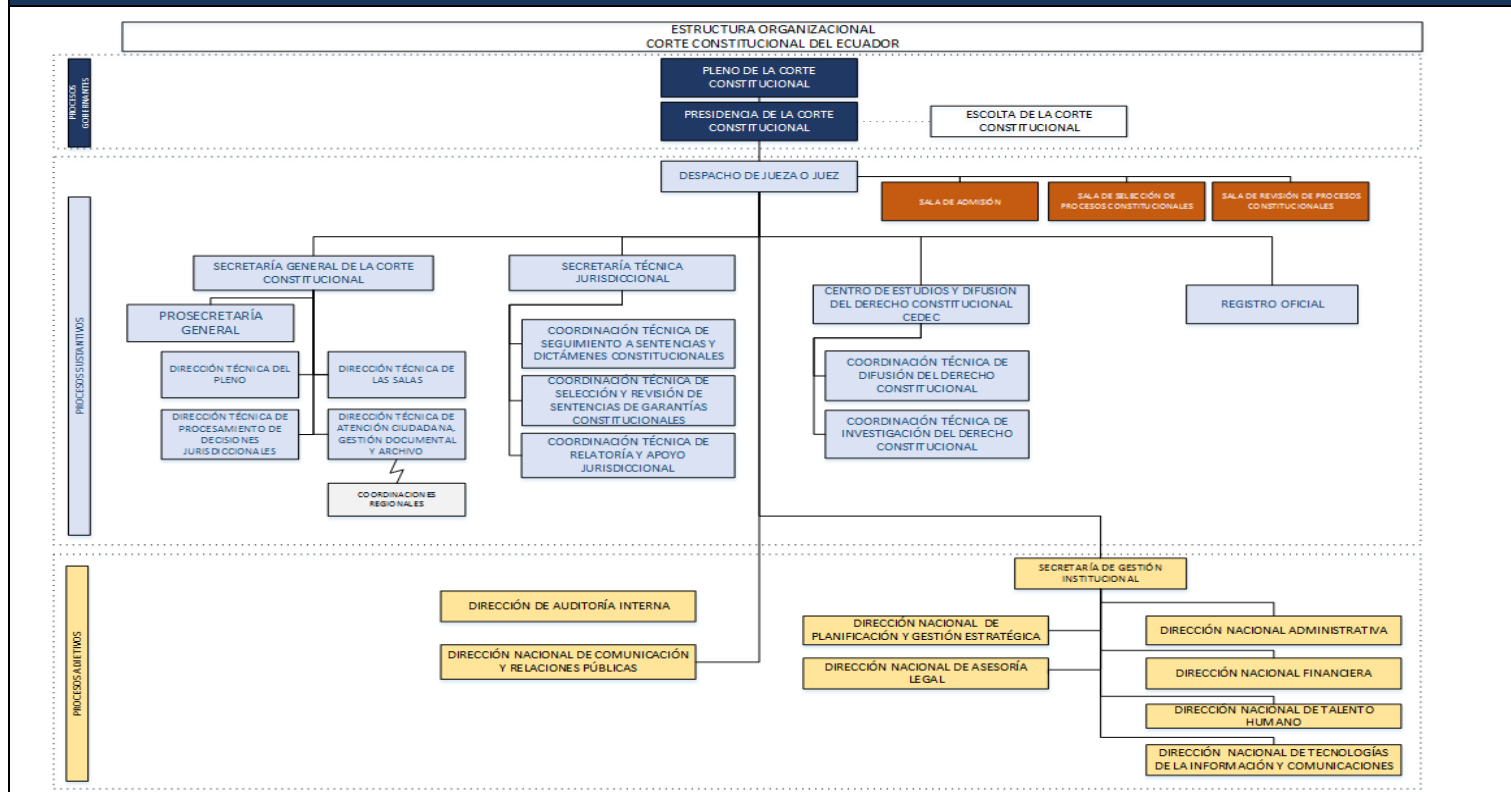 ESTRUCTURA ORGANIZACIONAL
CORTE CONSTITUCIONAL DEL ECUADOR
PROCESOS
GOBERNANTES
PLENO DE LA CORTE
CONSTITUCIONAL
PRESIDENCIA DE LA CORTE
CONSTITUCIONAL
ESCOLTA DE LA CORTE
CONSTITUCIONAL
PROCESOS SUSTANTIVOS
DESPACHO DE JUEZA O JUEZ
SALA DE ADMISIÓN
SALA DE SELECCIÓN DE
PROCESOS CONSTITUCIONALES
SALA DE REVISIÓN DE PROCESOS
CONSTITUCIONALES
SECRETARÍA GENERAL DE LA CORTE
CONSTITUCIONAL
PROSECRETARÍA
GENERAL
DIRECCIÓN TÉCNICA DEL
PLENO
DIRECCIÓN TÉCNICA DE
LAS SALAS
DIRECCIÓN TÉCNICA DE
PROCESAMIENTO DE
DECISIONES
JURISDICCIONALES
DIRECCIÓN TÉCNICA DE
ATENCIÓN CIUDADANA,
GESTIÓN DOCUMENTAL
Y ARCHIVO
COORDINACIONES
REGIONALES
SECRETARÍA TÉCNICA
JURISDICCIONAL
COORDINACIÓN TÉCNICA DE
SEGUIMIENTO A SENTENCIAS Y
DICTÁMENES CONSTITUCIONALES
COORDINACIÓN TÉCNICA DE
SELECCIÓN Y REVISIÓN DE
SENTENCIAS DE GARANTÍAS
CONSTITUCIONALES
COORDINACIÓN TÉCNICA DE
RELATORÍA Y APOYO
JURISDICCIONAL
CENTRO DE ESTUDIOS Y DIFUSIÓN
DEL DERECHO CONSTITUCIONAL
CEDEC
COORDINACIÓN TÉCNICA DE
DIFUSIÓN DEL DERECHO
CONSTITUCIONAL
COORDINACIÓN TÉCNICA DE
INVESTIGACIÓN DEL DERECHO
CONSTITUCIONAL
REGISTRO OFICIAL
PROCESOS ADJETIVOS
DIRECCIÓN DE AUDITORÍA INTERNA
DIRECCIÓN NACIONAL DE COMUNICACIÓN
Y RELACIONES PÚBLICAS
SECRETARÍA DE GESTIÓN
INSTITUCIONAL
DIRECCIÓN NACIONAL DE
PLANIFICACIÓN Y GESTIÓN ESTRATÉGICA
DIRECCIÓN NACIONAL DE ASESORÍA
LEGAL
DIRECCIÓN NACIONAL ADMINISTRATIVA
DIRECCIÓN NACIONAL FINANCIERA
DIRECCIÓN NACIONAL DE TALENTO
HUMANO
DIRECCIÓN NACIONAL DE TECNOLOGÍAS
DE LA INFORMACIÓN Y COMUNICACIONES